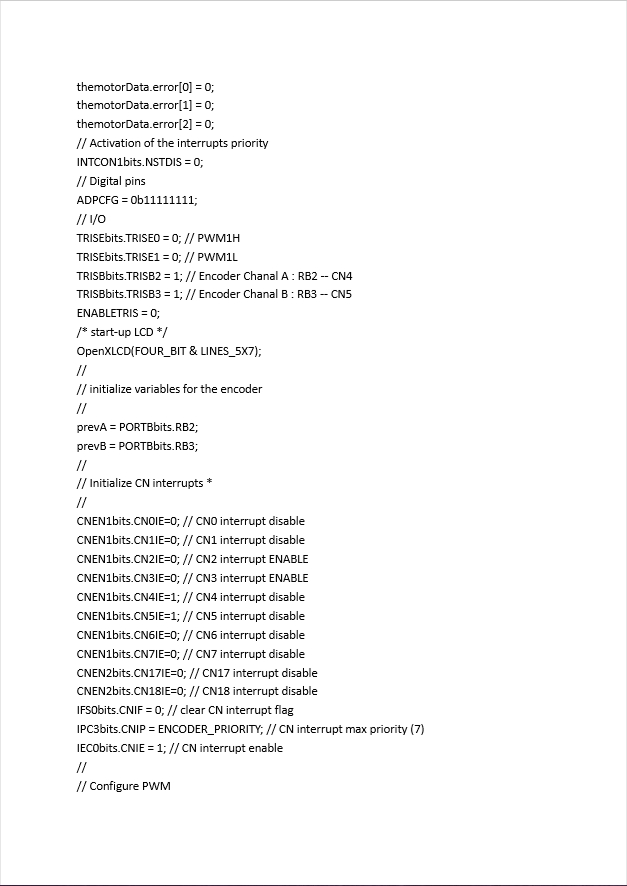 themotorData.error[0] = 0;
themotorData.error[1] = 0;
themotorData.error[2] = 0;
// Activation of the interrupts priority
INTCON1bits.NSTDIS = 0;
// Digital pins
ADPCFG = 0b11111111;
// I/O
TRISEbits.TRISE0 = 0; // PWM1H
TRISEbits.TRISE1 = 0; // PWM1L
TRISBbits.TRISB2 = 1; // Encoder Chanal A : RB2 -- CN4
TRISBbits.TRISB3 = 1; // Encoder Chanal B : RB3 -- CN5
ENABLETRIS = 0;
/* start-up LCD */
OpenXLCD(FOUR_BIT & LINES_5X7);
//
// initialize variables for the encoder
//
prevA = PORTBbits.RB2;
prevB = PORTBbits.RB3;
//
// Initialize CN interrupts *
//
CNEN1bits.CN0IE=0; // CN0 interrupt disable
CNEN1bits.CN1IE=0; // CN1 interrupt disable
CNEN1bits.CN2IE=0; // CN2 interrupt ENABLE
CNEN1bits.CN3IE=0; // CN3 interrupt ENABLE
CNEN1bits.CN4IE=1; // CN4 interrupt disable
CNEN1bits.CN5IE=1; // CN5 interrupt disable
CNEN1bits.CN6IE=0; // CN6 interrupt disable
CNEN1bits.CN7IE=0; // CN7 interrupt disable
CNEN2bits.CN17IE=0; // CN17 interrupt disable
CNEN2bits.CN18IE=0; // CN18 interrupt disable
IFS0bits.CNIF = 0; // clear CN interrupt flag
IPC3bits.CNIP = ENCODER_PRIORITY; // CN interrupt max priority (7)
IEC0bits.CNIE = 1; // CN interrupt enable
//
// Configure PWM